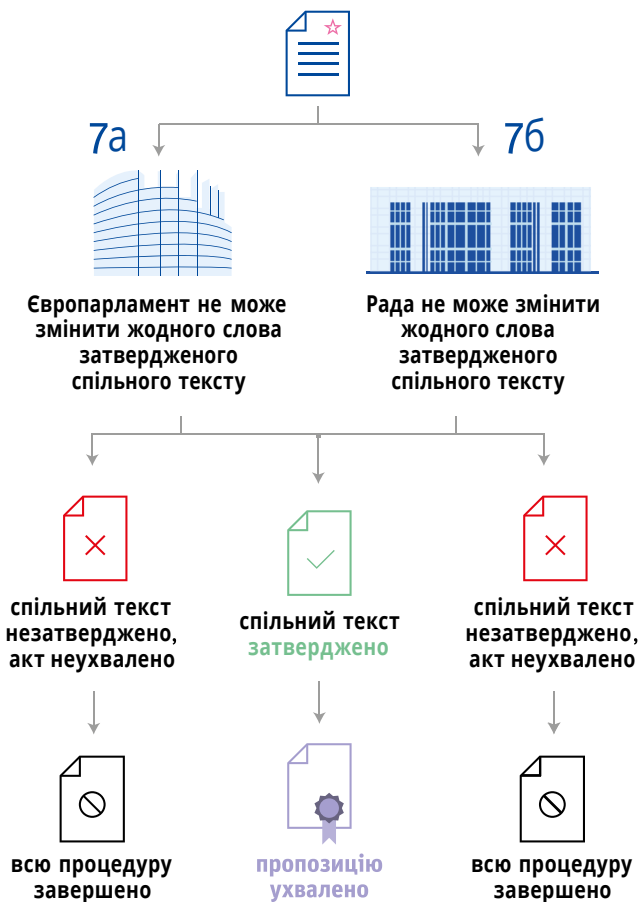 7а
7б
Європарламент не може
змінити жодного слова
затвердженого
спільного тексту
Рада не може змінити
жодного слова
затвердженого
спільного тексту
спільний текст
незатверджено,
акт неухвалено
спільний текст
затверджено
спільний текст
незатверджено,
акт неухвалено
всю процедуру
завершено
пропозицію
ухвалено
всю процедуру
завершено